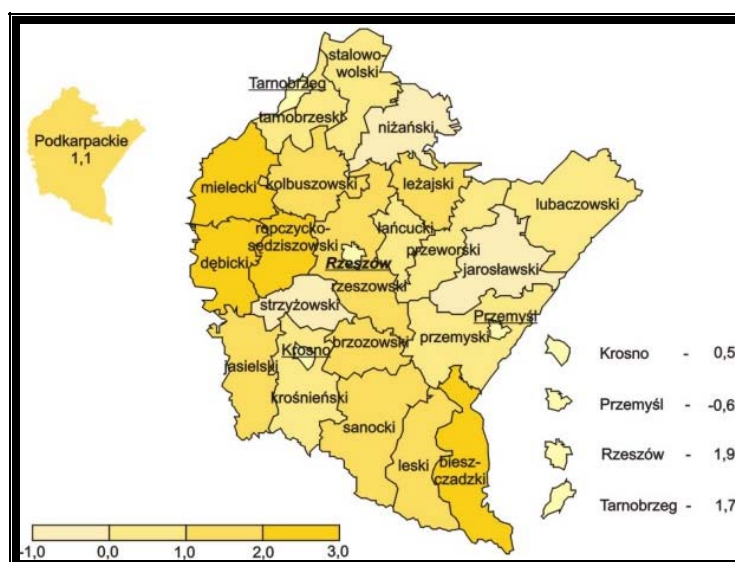 stalowo-
wolski
Tarnobrzeg
tarnobrzeski
niżański
Podkarpackie
1,1
mielecki
kolbuszowski
leżajski
lubaczowski
ropczycko-
sędziszowski
łańcucki
przeworski
dębicki
Rzeszów
jarosławski
rzeszowski
strzyżowski
Przemyśl
Krosno
brzozowski
przemyski
jasielski
krośnieński
sanocki
leski
biesz-
czadzki
Krosno - 0,5
Przemyśl - -0,6
Rzeszów - 1,9
Tarnobrzeg - 1,7
-1,0 0,0 1,0 2,0 3,0